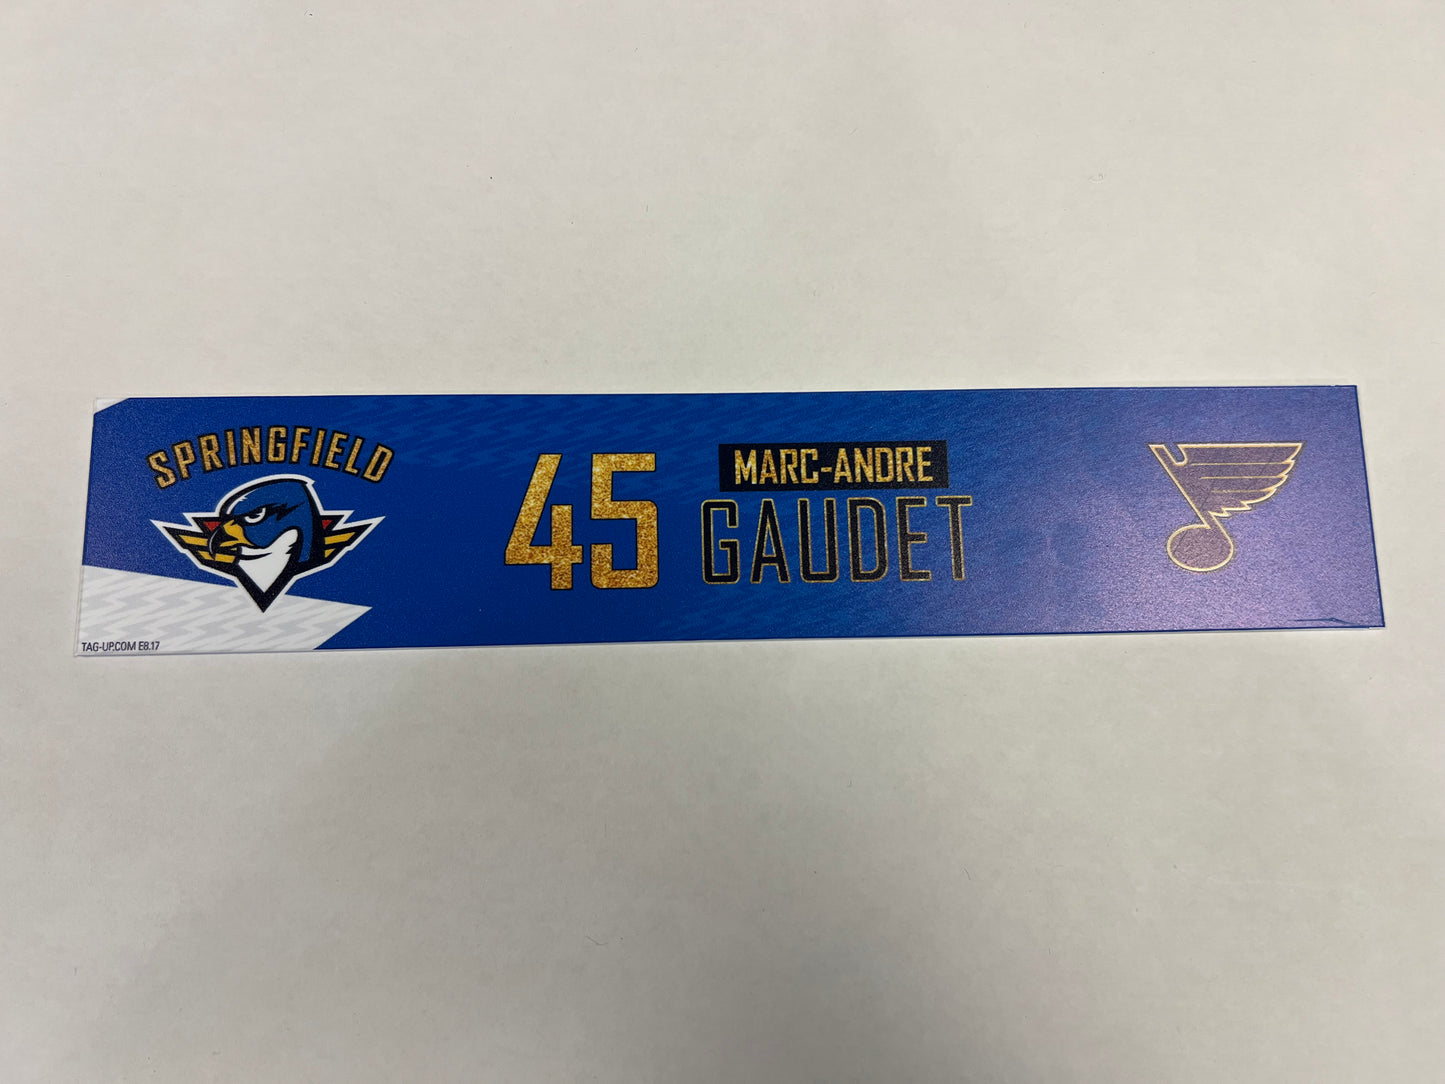 SPRINGFIELD
45
MARC-ANDRE
GAUDET
TAG-UP.COM E8.17